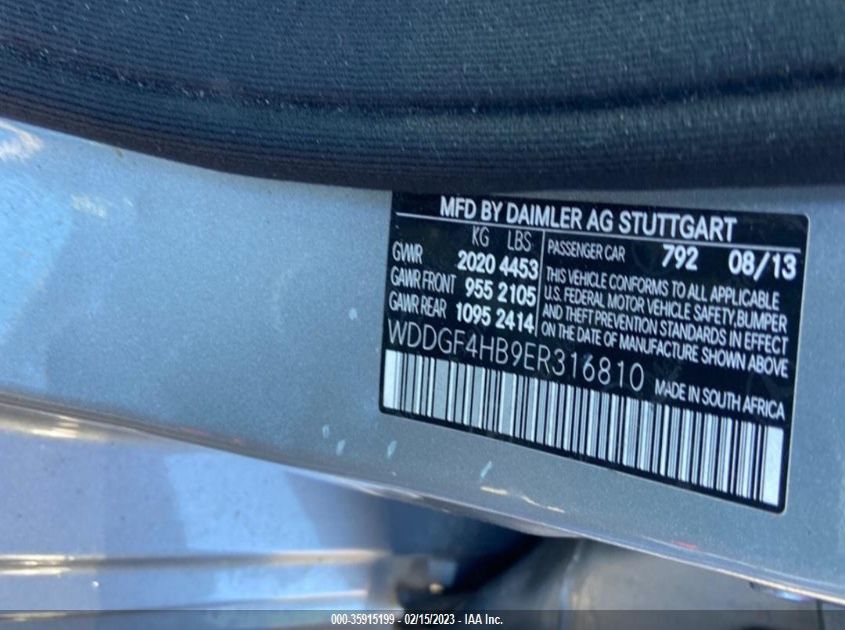 MFD BY DAIMLER AG STUTTGART
KG LBS
GVWR 2020 4453
GAWR FRONT 955 2105
GAWR REAR 1095 2414
PASSENGER CAR 792 08/13
THIS VEHICLE CONFORMS TO ALL APPLICABLE
U.S. FEDERAL MOTOR VEHICLE SAFETY,BUMPER
AND THEFT PREVENTION STANDARDS IN EFFECT
ON THE DATE OF MANUFACTURE SHOWN ABOVE
WDDGF4HB9ER316810
MADE IN SOUTH AFRICA
000-35915199 - 02/15/2023 - IAA Inc.